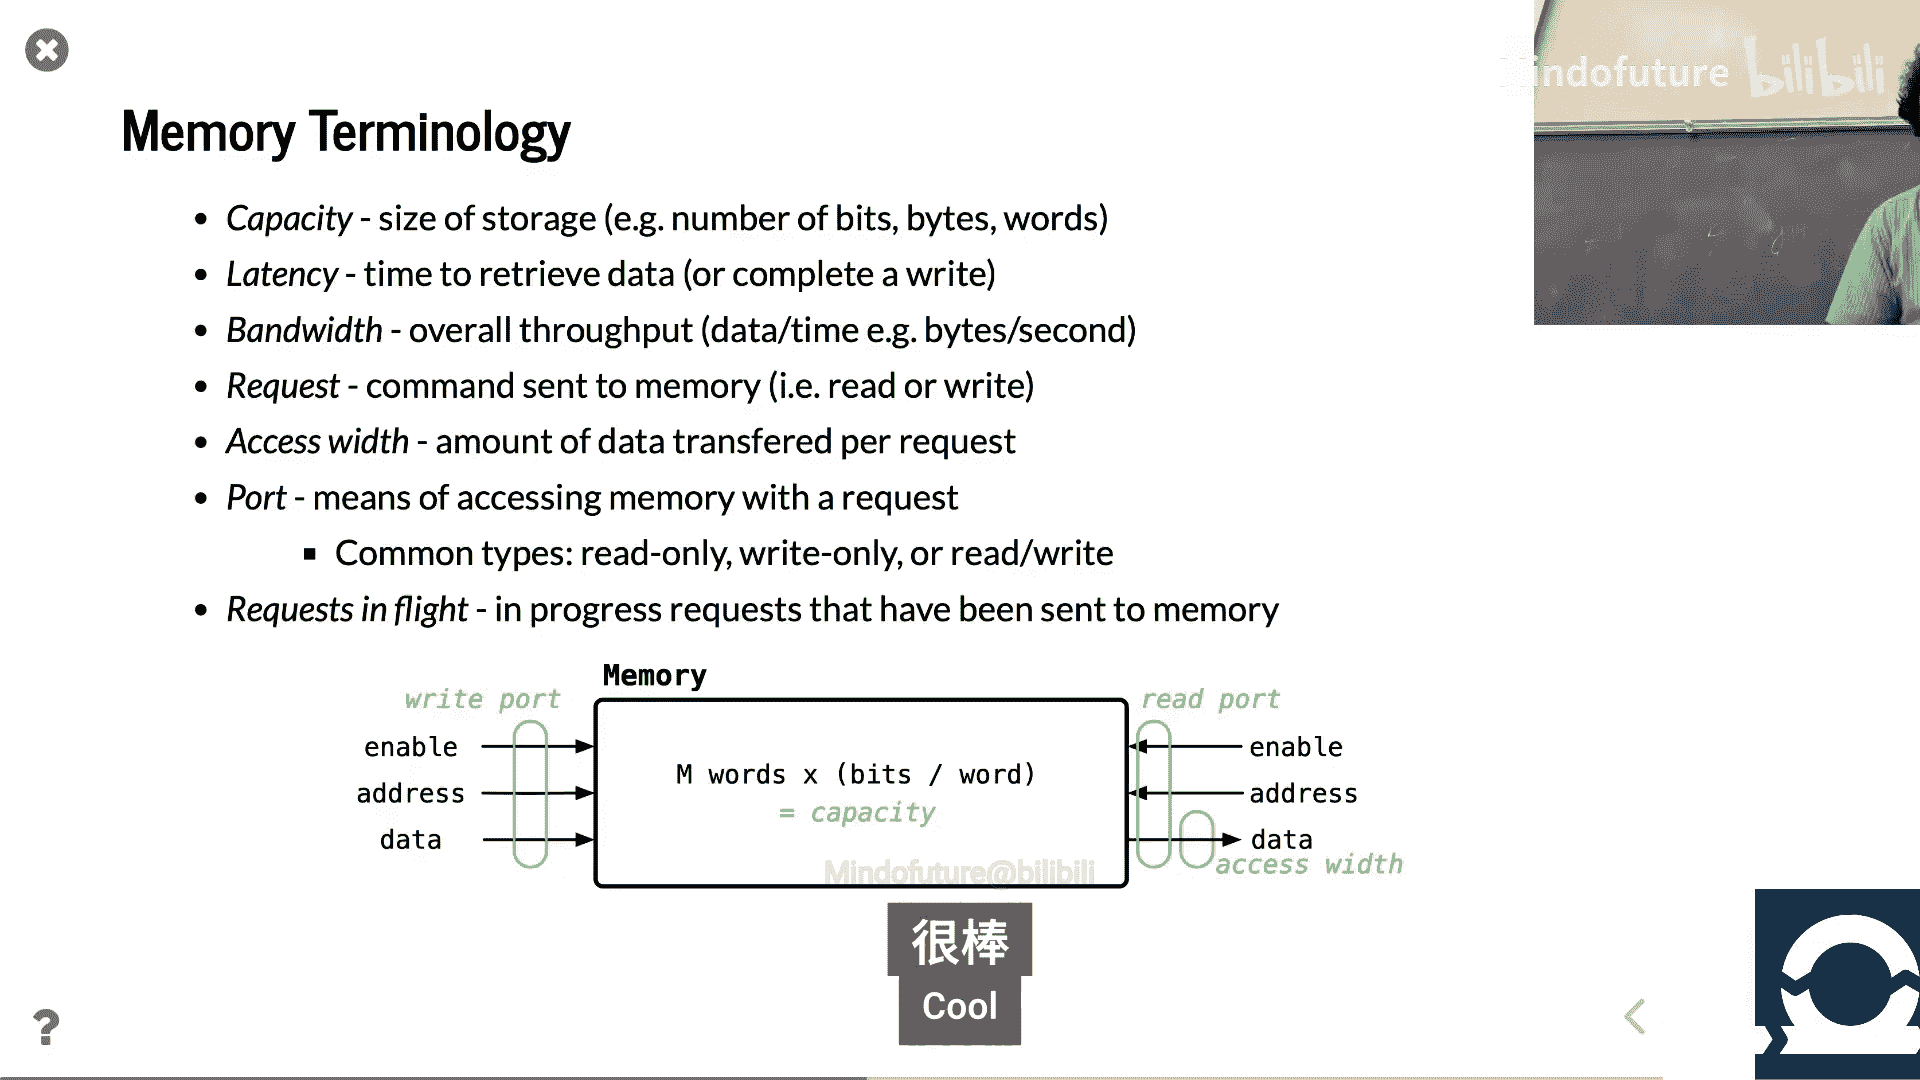 Mindofuture bilibili
Memory Terminology
Capacity - size of storage (e.g. number of bits, bytes, words)
Latency - time to retrieve data (or complete a write)
Bandwidth - overall throughput (data/time e.g. bytes/second)
Request - command sent to memory (i.e. read or write)
Access width - amount of data transfered per request
Port - means of accessing memory with a request
Common types: read-only, write-only, or read/write
Requests in flight - in progress requests that have been sent to memory
Memory
write port
read port
enable
enable
M words x (bits / word)
address
address
= capacity
data
data
access width
Mindofuture@bilibili
很棒
Cool
?